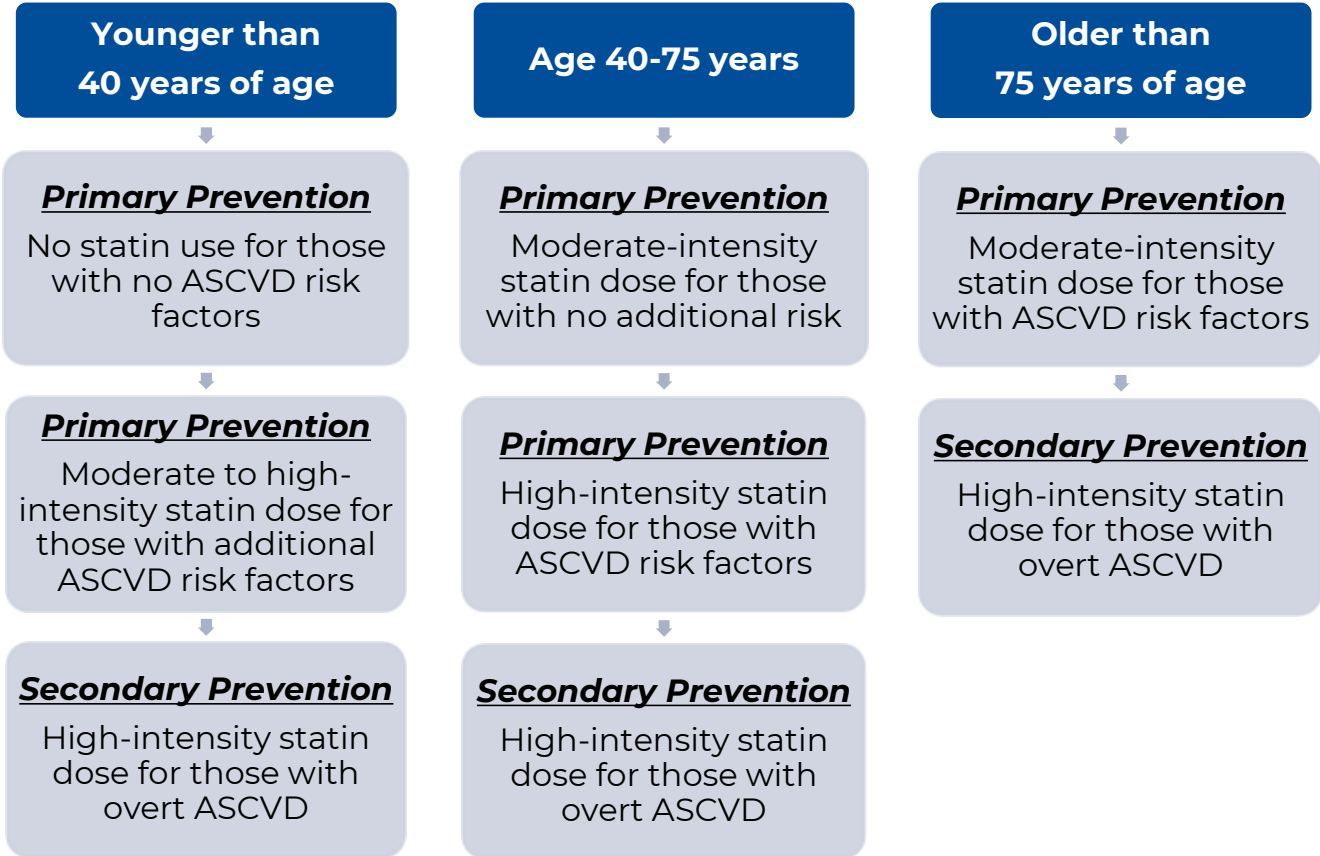 Younger than
40 years of age
Primary Prevention
No statin use for those
with no ASCVD risk
factors
Primary Prevention
Moderate to high-
intensity statin dose for
those with additional
ASCVD risk factors
Secondary Prevention
High-intensity statin
dose for those with
overt ASCVD
Age 40-75 years
Primary Prevention
Moderate-intensity
statin dose for those
with no additional risk
Primary Prevention
High-intensity statin
dose for those with
ASCVD risk factors
Secondary Prevention
High-intensity statin
dose for those with
overt ASCVD
Older than
75 years of age
Primary Prevention
Moderate-intensity
statin dose for those
with ASCVD risk factors
Secondary Prevention
High-intensity statin
dose for those with
overt ASCVD